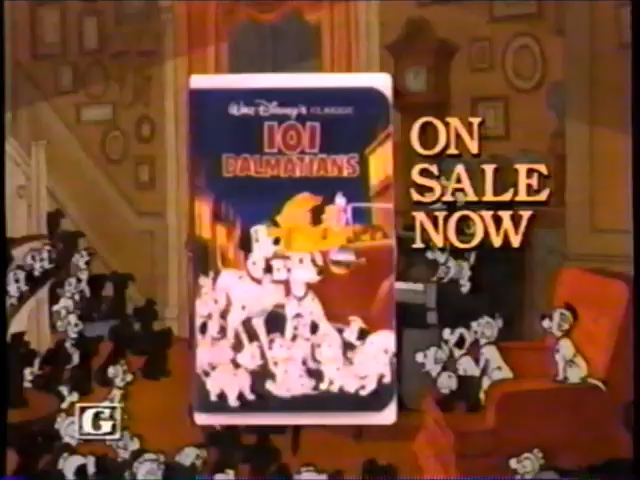 Walt Disney's CLASSIC
101
DALMATIANS
ON
SALE
NOW
G